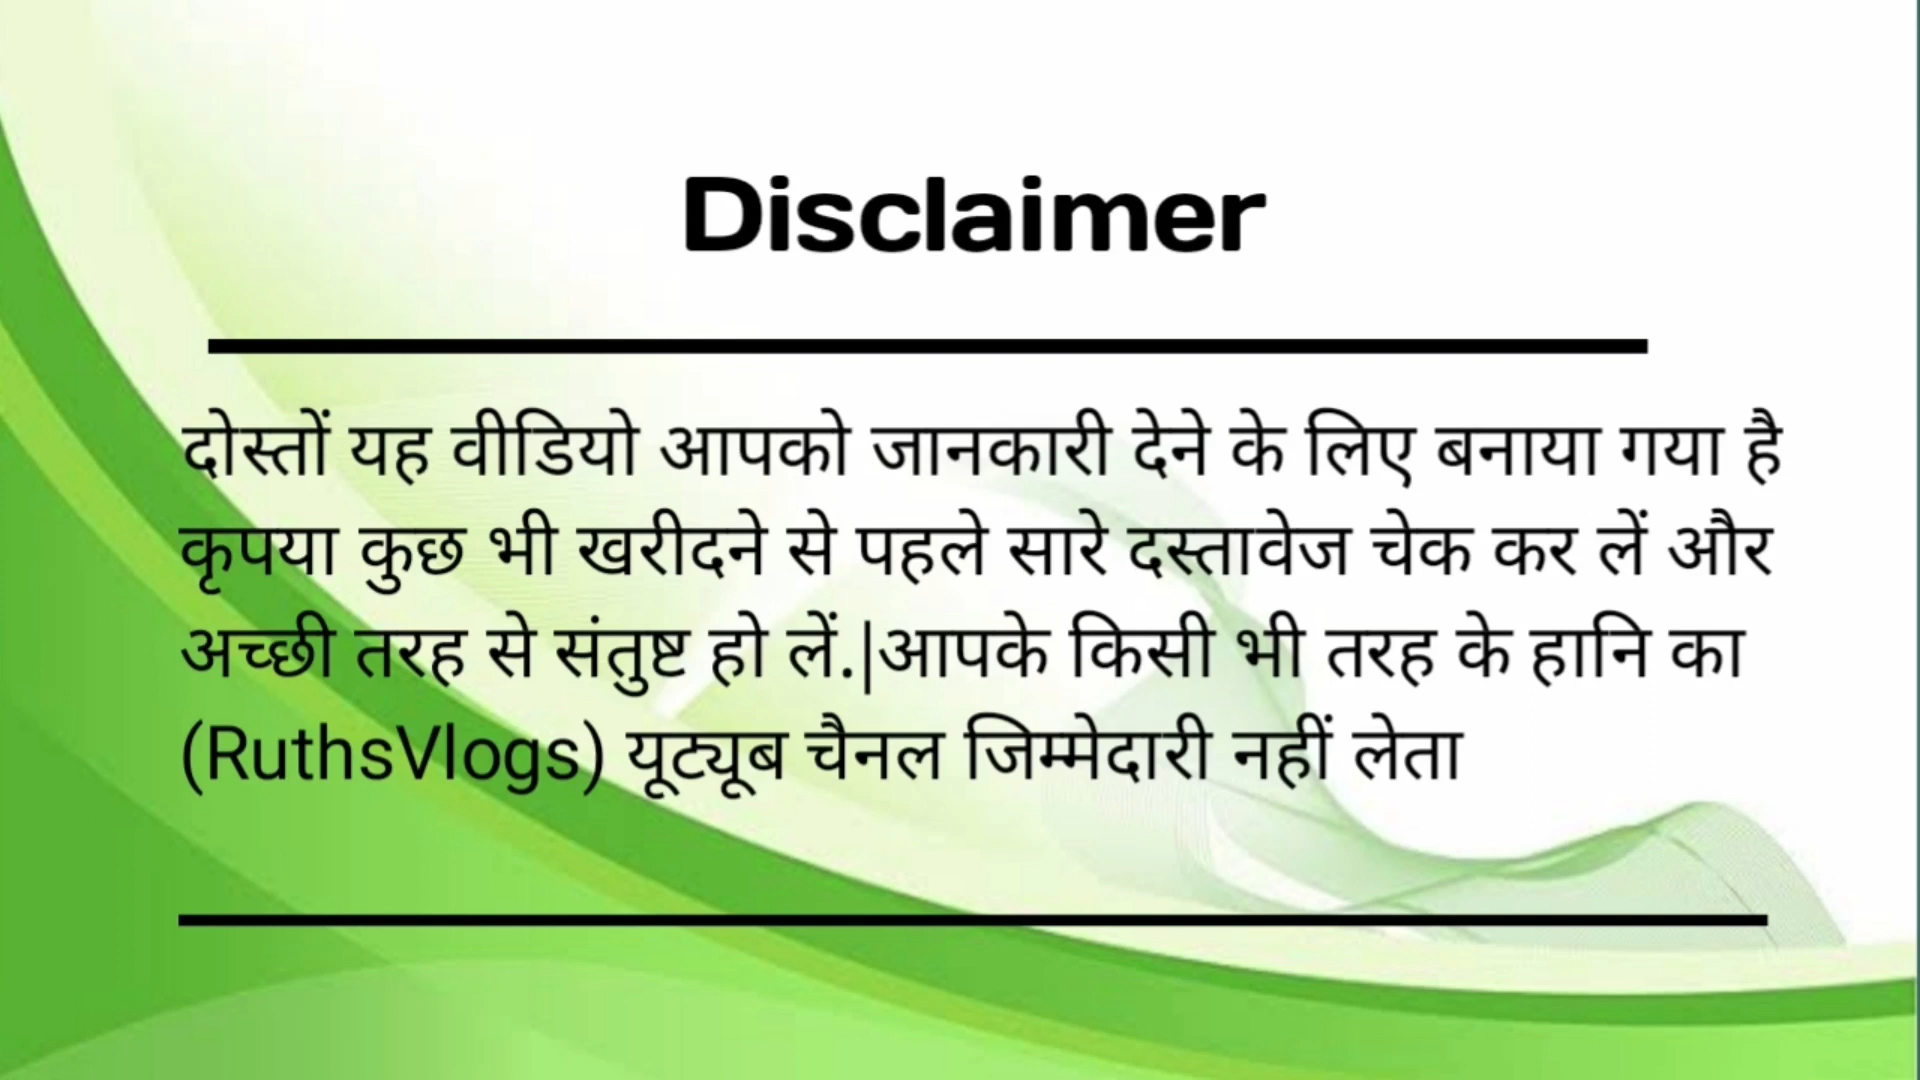 Disclaimer
दोस्तों यह वीडियो आपको जानकारी देने के लिए बनाया गया है
कृपया कुछ भी खरीदने से पहले सारे दस्तावेज चेक कर लें और
अच्छी तरह से संतुष्ट हो लें.|आपके किसी भी तरह के हानि का
(RuthsVlogs) यूट्यूब चैनल जिम्मेदारी नहीं लेता